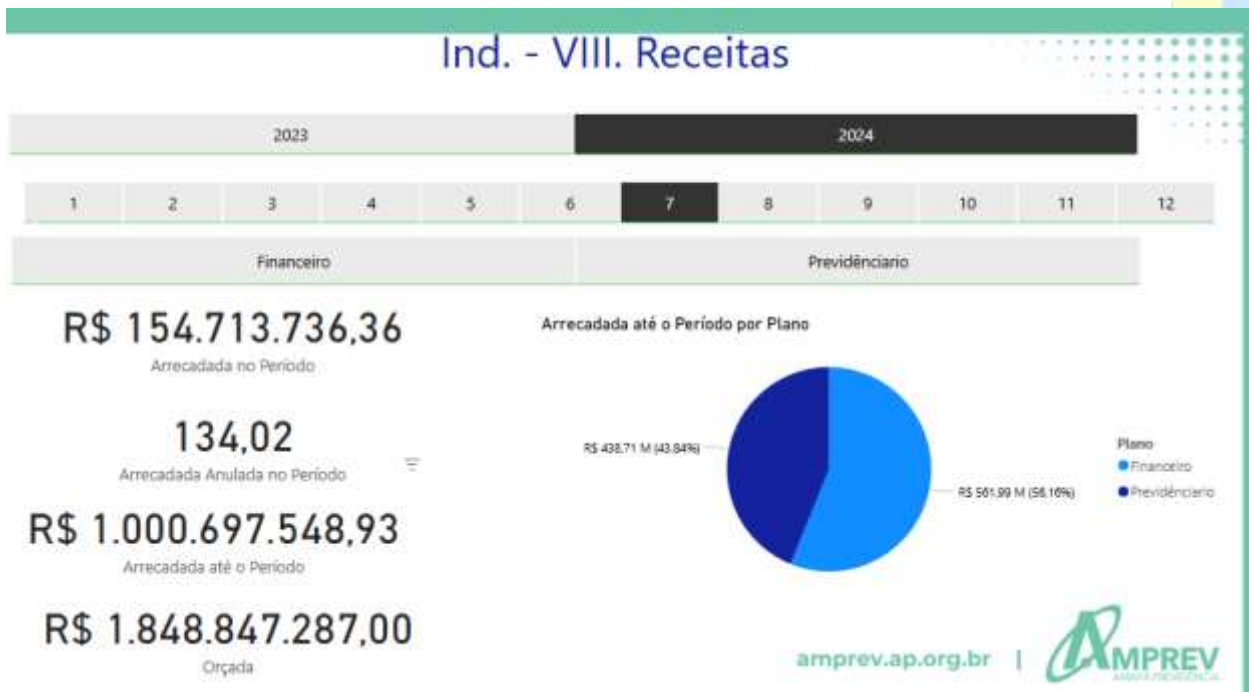 Ind. - VIII. Receitas
2023
2024
1 2 3 4 5 6 7 8 9 10 11 12
Financeiro
Previdênciario
R$ 154.713.736,36
Arrecadada no Período
134,02
Arrecadada Anulada no Período
R$ 1.000.697.548,93
Arrecadada até o Período
R$ 1.848.847.287,00
Orçada
Arrecadada até o Período por Plano
R$ 438,71 M (43,84%)
R$ 561,99 M (56,16%)
Plano
Financeiro
Previdênciario
amprev.ap.org.br |
AMPREV
AMAPÁ PREVIDÊNCIA